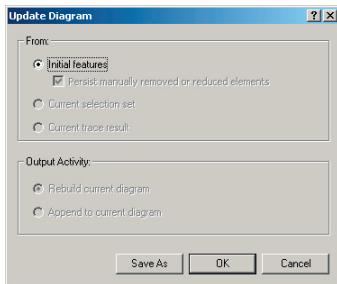 Update Diagram
From:
Initial features
Persist manually removed or reduced elements
Current selection set
Current trace result
Output Activity:
Rebuild current diagram
Append to current diagram
Save As OK Cancel